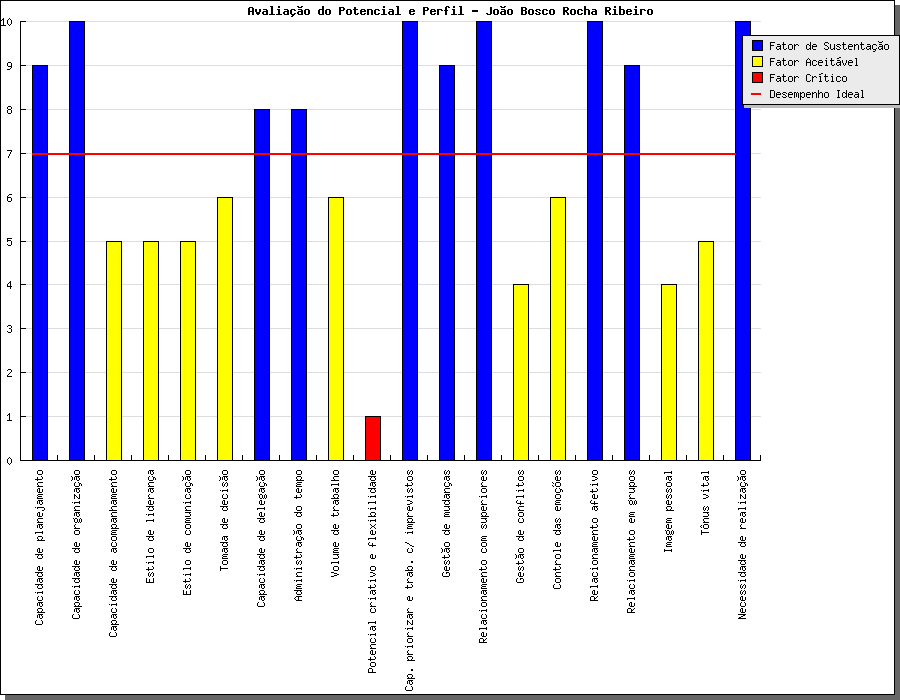 Avaliação do Potencial e Perfil - João Bosco Rocha Ribeiro
Fator de Sustentação
Fator Aceitável
Fator Crítico
Desempenho Ideal
10
9
8
7
6
5
4
3
2
1
0
Capacidade de planejamento
Capacidade de organização
Capacidade de acompanhamento
Estilo de liderança
Estilo de comunicação
Tomada de decisão
Capacidade de delegação
Administração do tempo
Volume de trabalho
Potencial criativo e flexibilidade
Cap. priorizar e trab. c/ imprevistos
Gestão de mudanças
Relacionamento com superiores
Gestão de conflitos
Controle das emoções
Relacionamento afetivo
Relacionamento em grupos
Imagem pessoal
Tônus vital
Necessidade de realização